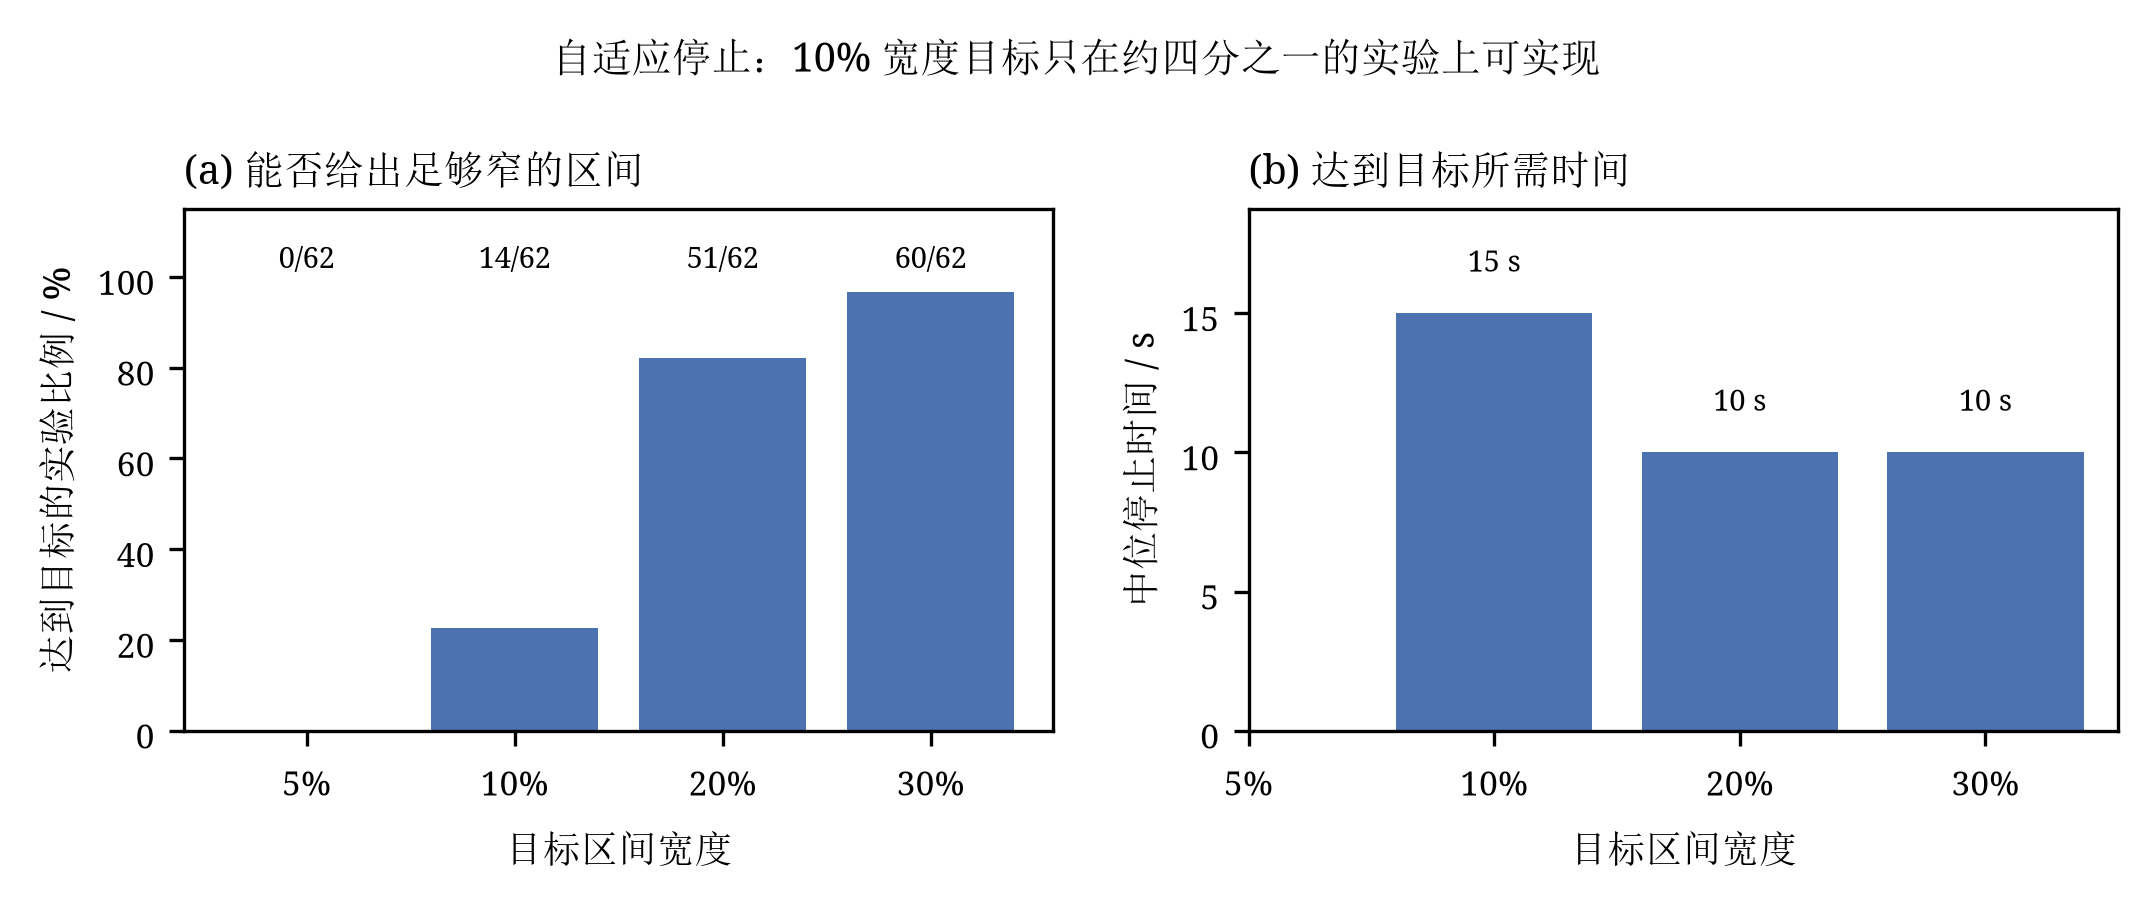 自适应停止：10% 宽度目标只在约四分之一的实验上可实现
(a) 能否给出足够窄的区间
达到目标的实验比例 / %
100
80
60
40
20
0
0/62
14/62
51/62
60/62
5%
10%
20%
30%
目标区间宽度
(b) 达到目标所需时间
中位停止时间 / s
15
10
5
0
15 s
10 s
10 s
5%
10%
20%
30%
目标区间宽度